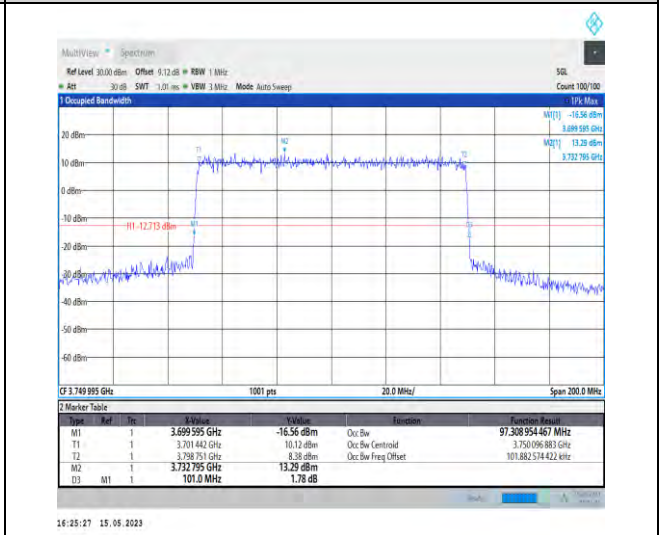 MultiView Spectrum
Ref Level 30.00 dBm Offset 9.12 dB RBW 1 MHz SGL
Att 30 dB SWT 1.01 ms VBW 3 MHz Mode Auto Sweep Count 100/100
1 Occupied Bandwidth 1Pk Max
M1[1] -16.56 dBm
3.699 595 GHz
M2[1] 13.29 dBm
3.732 795 GHz
20 dBm
M2
T1 T2
10 dBm
0 dBm
-10 dBm
H1 -12.713 dBm M1
-20 dBm
-30 dBm
-40 dBm
-50 dBm
-60 dBm
CF 3.749 995 GHz 1001 pts 20.0 MHz/ Span 200.0 MHz
2 Marker Table
Type Ref Trc X-Value Y-Value Function Function Result
M1 1 3.699 595 GHz -16.56 dBm Occ Bw 97.308 954 467 MHz
T1 1 3.701 442 GHz 10.12 dBm Occ Bw Centroid 3.750 096 883 GHz
T2 1 3.798 751 GHz 8.38 dBm Occ Bw Freq Offset 101.882 574 422 kHz
M2 1 3.732 795 GHz 13.29 dBm
D3 M1 1 101.0 MHz 1.78 dB
16:25:27 15.05.2023